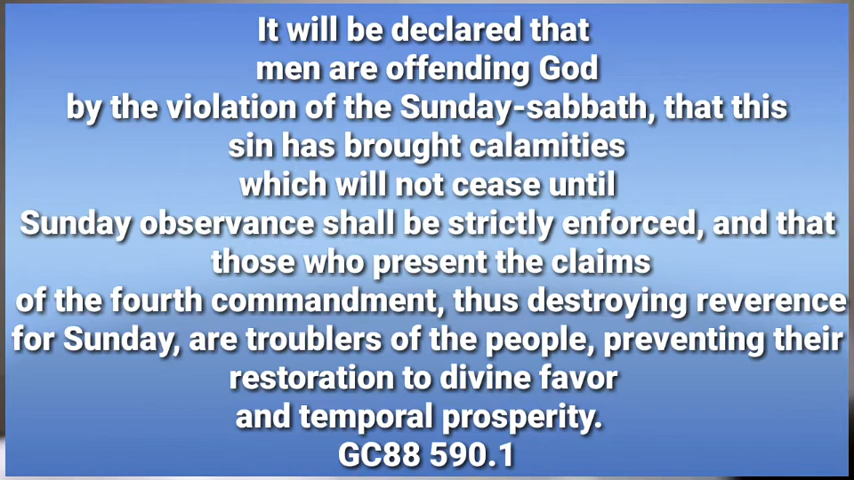 It will be declared that
men are offending God
by the violation of the Sunday-sabbath, that this
sin has brought calamities
which will not cease until
Sunday observance shall be strictly enforced, and that
those who present the claims
of the fourth commandment, thus destroying reverence
for Sunday, are troublers of the people, preventing their
restoration to divine favor
and temporal prosperity.
GC88 590.1